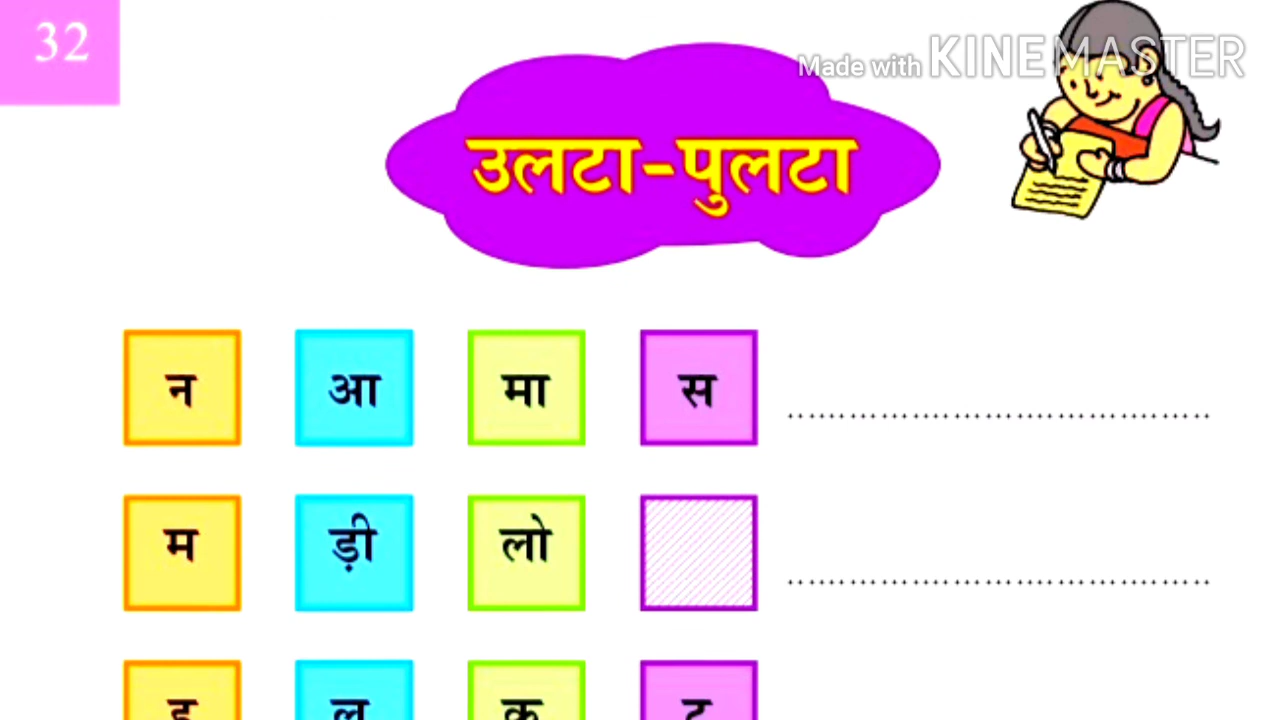 32
Made with KINEMASTER
उलटा-पुलटा
न आ मा स
म ड़ी लो
ल क